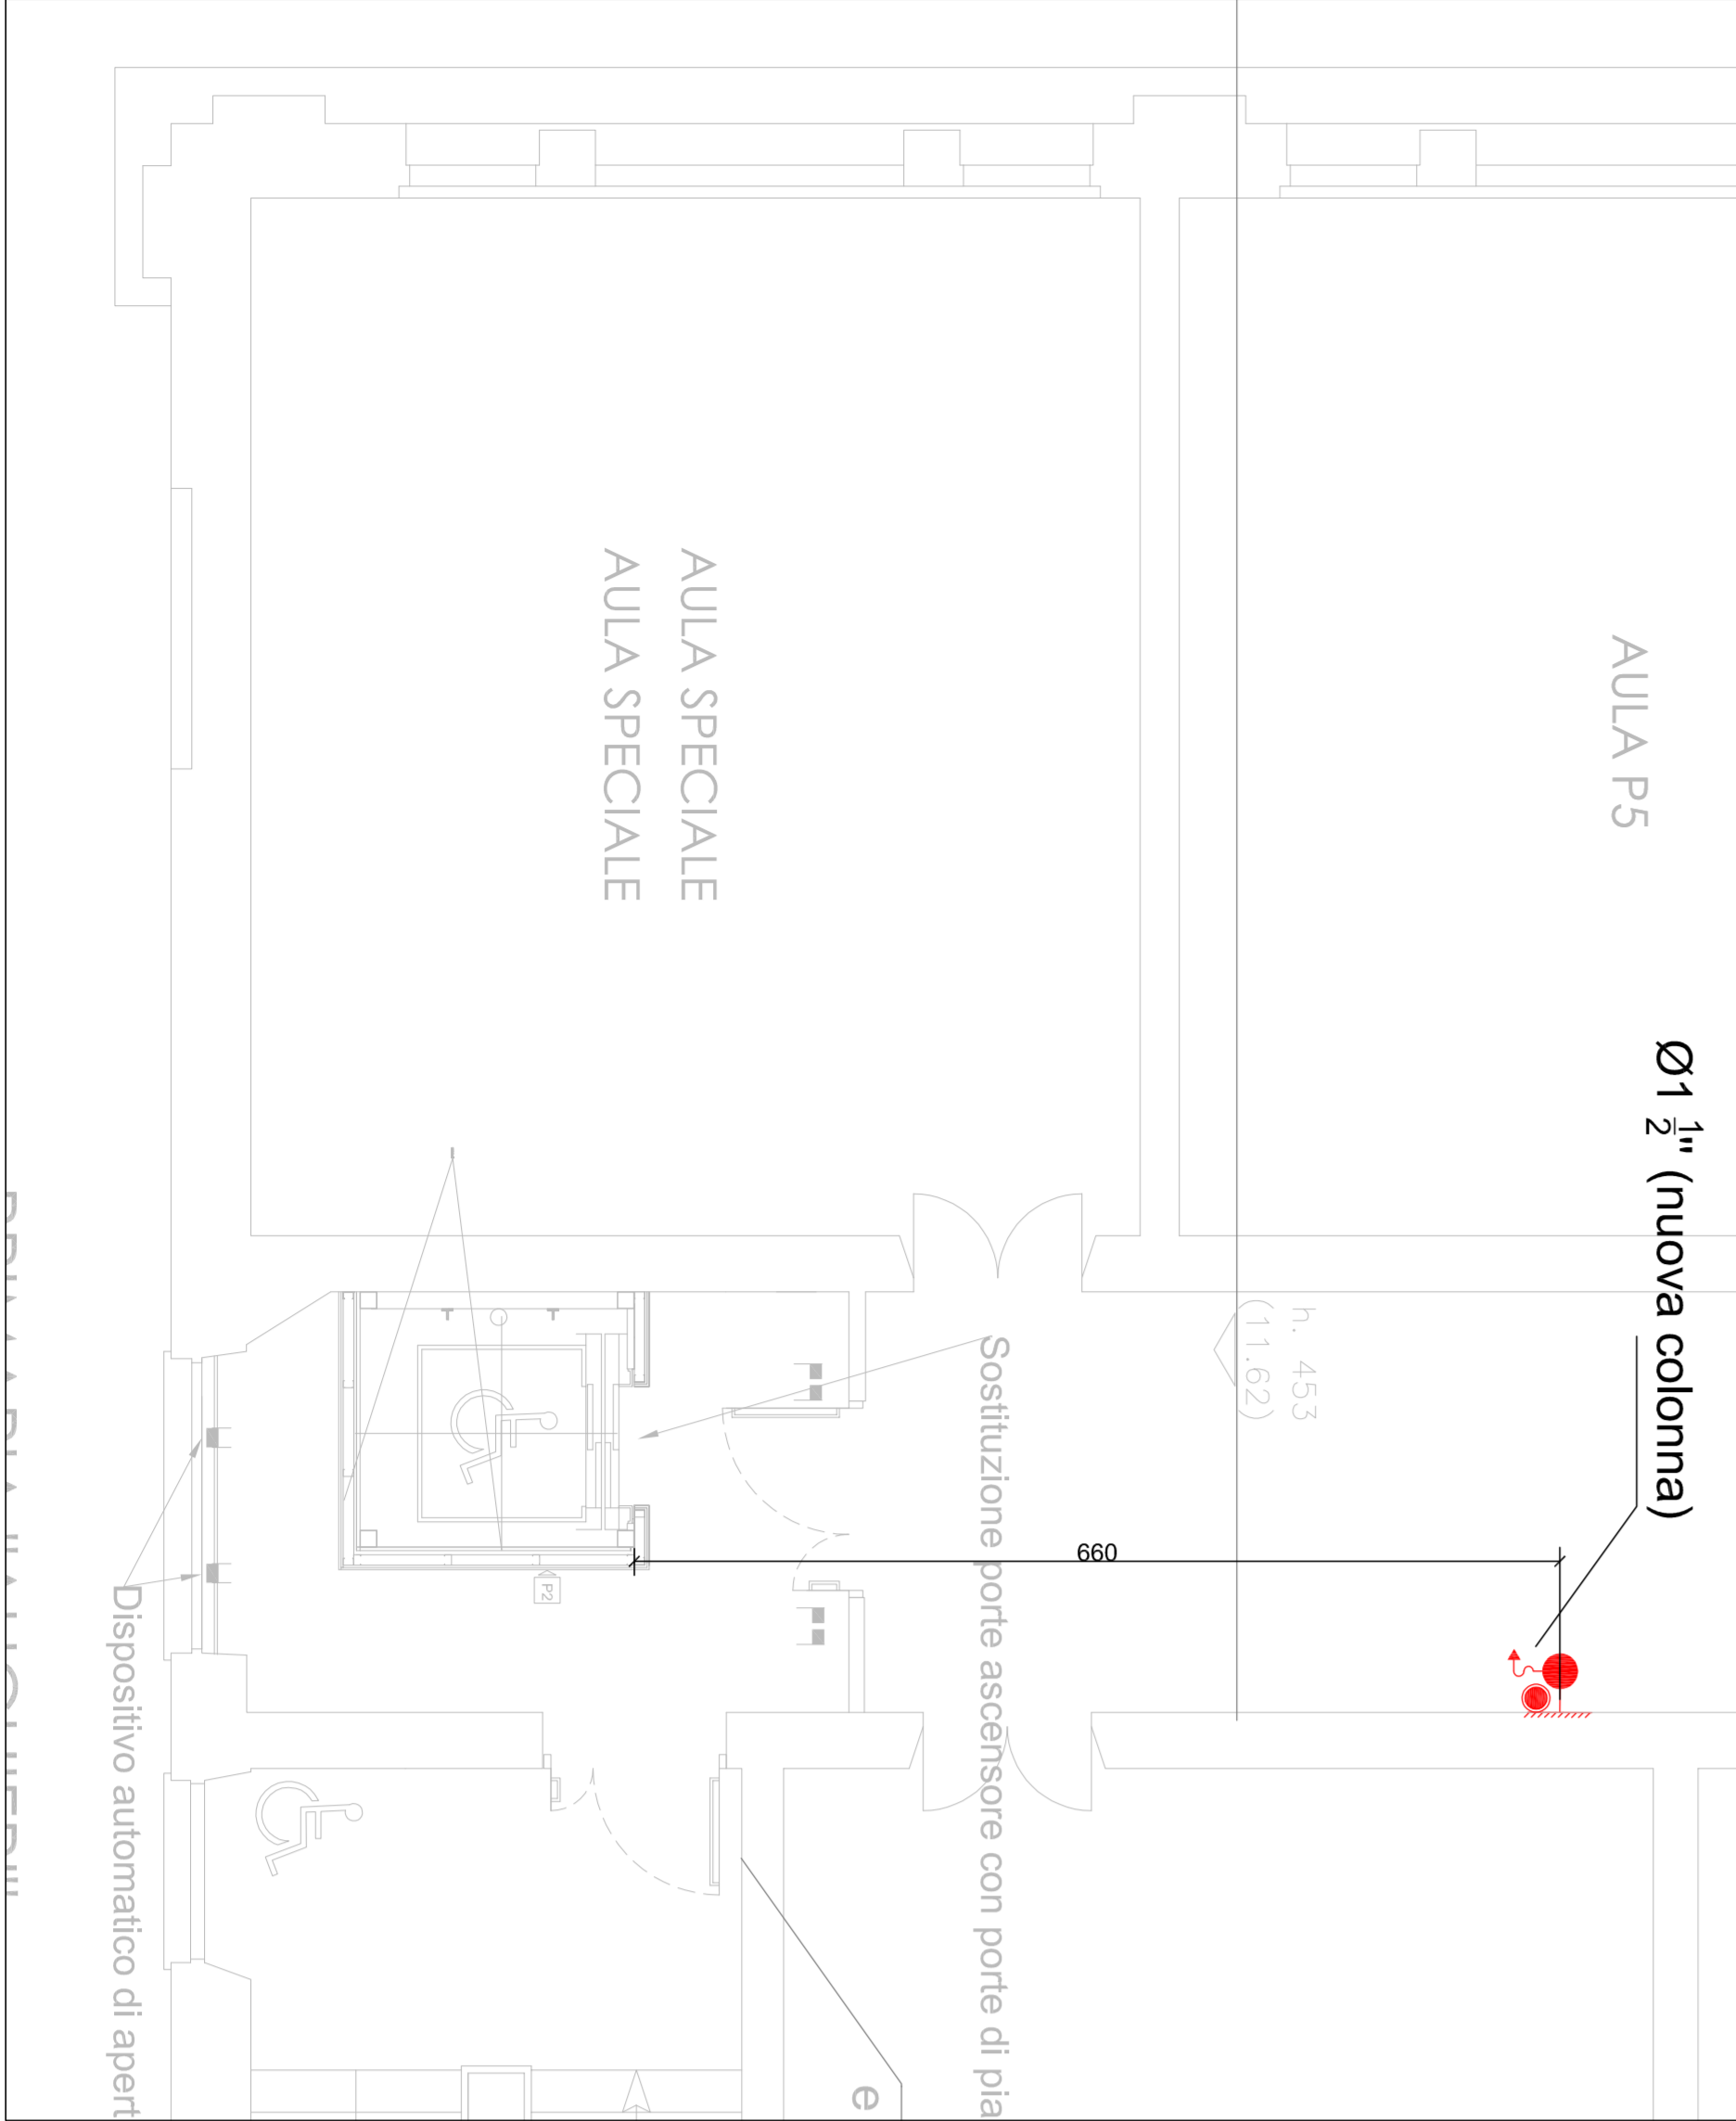 AULA SPECIALE
AULA SPECIALE
AULA P5
Ø1 1/2" (nuova colonna)
n. 453
(11.62)
660
Sostituzione porte ascensore con porte di pia
P2
Dispositivo automatico di apert
e